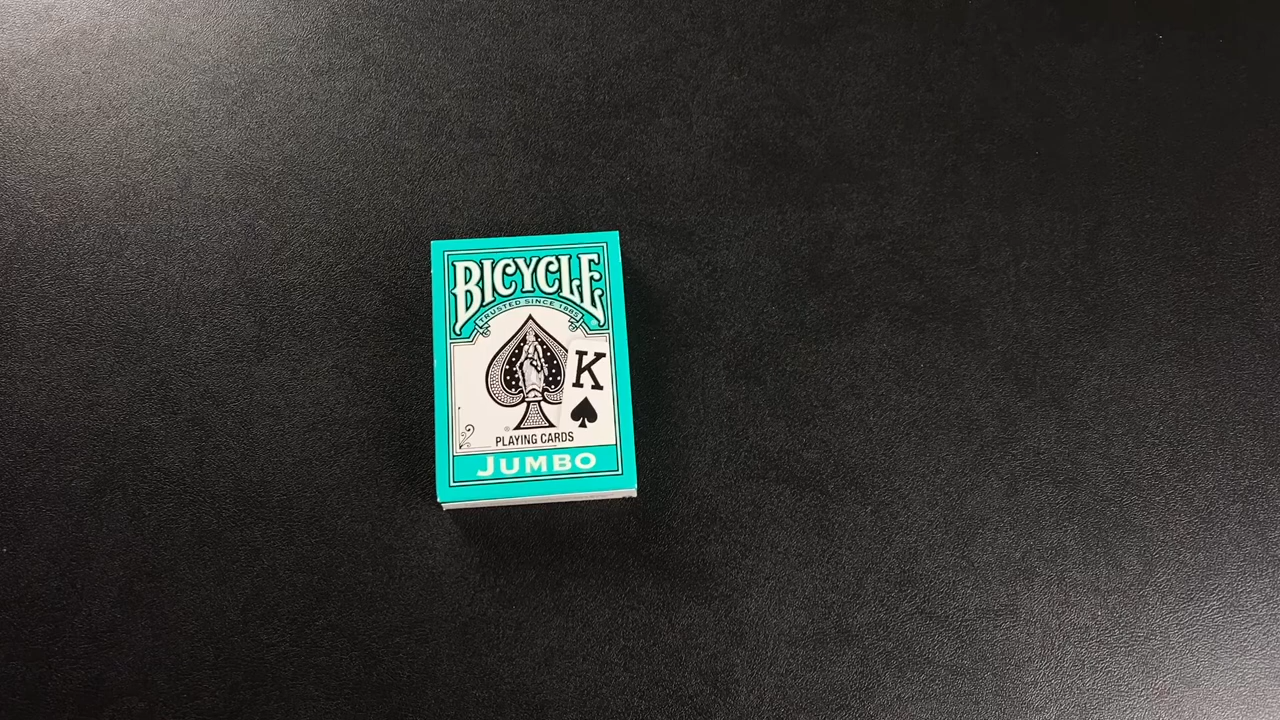 BICYCLE
TRUSTED SINCE 1885
K
®
PLAYING CARDS
JUMBO